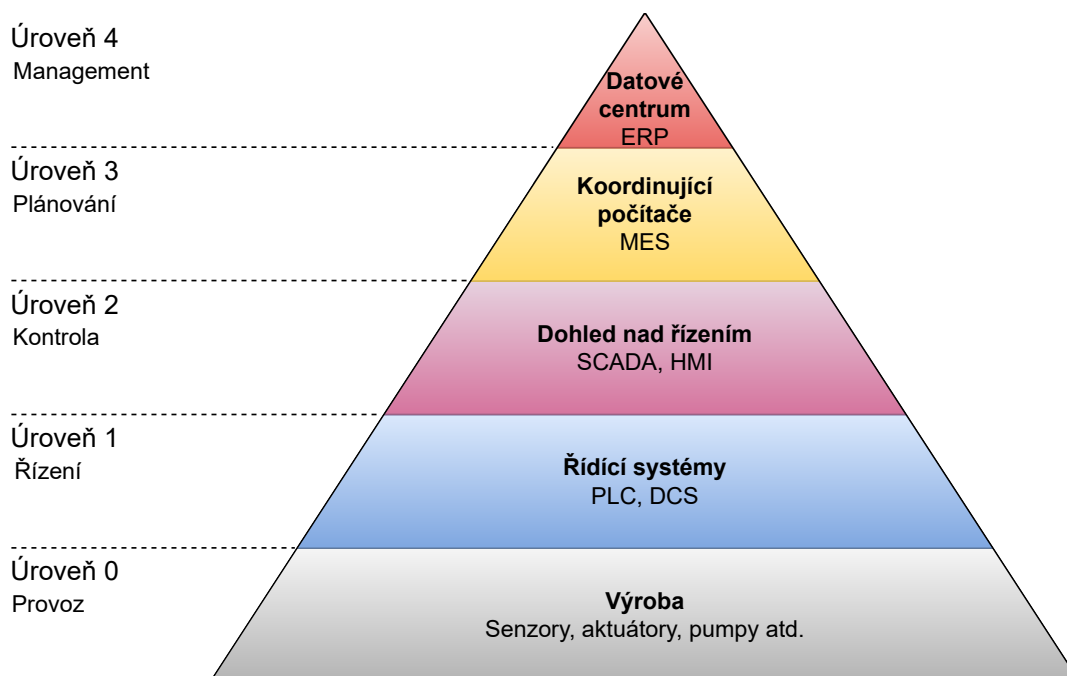 Úroveň 4
Management
Datové
centrum
ERP
Úroveň 3
Plánování
Koordinující
počítače
MES
Úroveň 2
Kontrola
Dohled nad řízením
SCADA, HMI
Úroveň 1
Řízení
Řídící systémy
PLC, DCS
Úroveň 0
Provoz
Výroba
Senzory, aktuátory, pumpy atd.